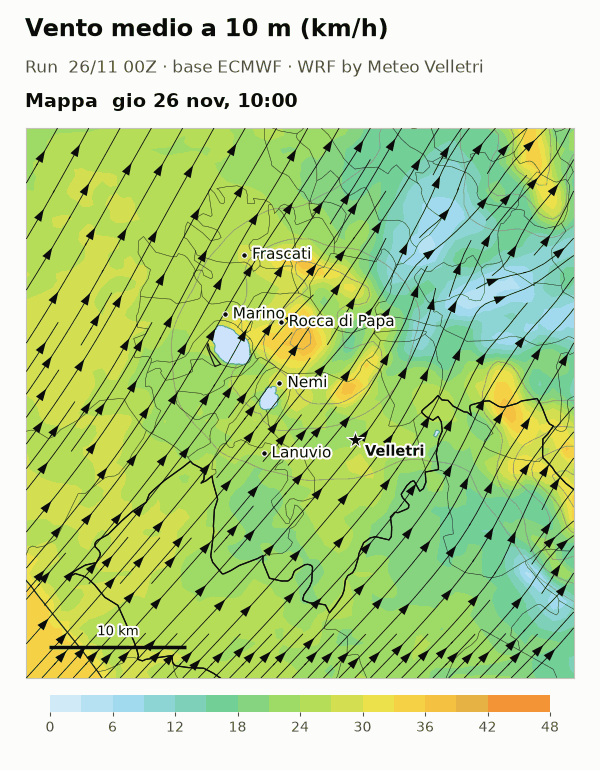 Vento medio a 10 m (km/h)
Run  26/11 00Z · base ECMWF · WRF by Meteo Velletri
Mappa  gio 26 nov, 10:00
Frascati
Marino
Rocca di Papa
Nemi
Velletri
Lanuvio
10 km
0 6 12 18 24 30 36 42 48